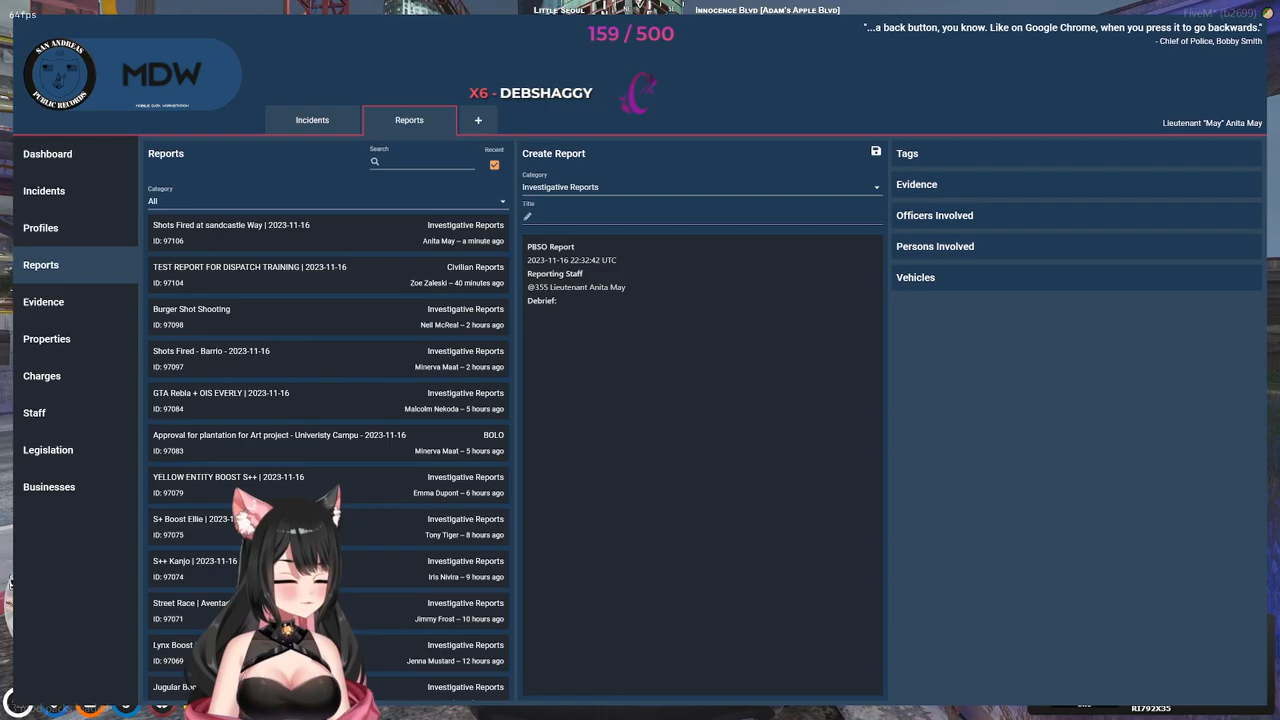 64fps
LITTLE SEOUL
INNOCENCE BLVD [ADAM'S APPLE BLVD]
FiveM* (b2699)
159 / 500
"...a back button, you know. Like on Google Chrome, when you press it to go backwards."
- Chief of Police, Bobby Smith
SAN ANDREAS
PUBLIC RECORDS
MDW
MOBILE DATA WORKSTATION
X6 - DEBSHAGGY
Incidents
Reports
+
Lieutenant "May" Anita May
Dashboard
Incidents
Profiles
Reports
Evidence
Properties
Charges
Staff
Legislation
Businesses
Reports
Search
Recent
Category
All
Shots Fired at sandcastle Way | 2023-11-16 Investigative Reports
ID: 97106 Anita May – a minute ago
TEST REPORT FOR DISPATCH TRAINING | 2023-11-16 Civilian Reports
ID: 97104 Zoe Zaleski – 40 minutes ago
Burger Shot Shooting Investigative Reports
ID: 97098 Neil McReal – 2 hours ago
Shots Fired - Barrio - 2023-11-16 Investigative Reports
ID: 97097 Minerva Maat – 2 hours ago
GTA Rebla + OIS EVERLY | 2023-11-16 Investigative Reports
ID: 97084 Malcolm Nekoda – 5 hours ago
Approval for plantation for Art project - Univeristy Campu - 2023-11-16 BOLO
ID: 97083 Minerva Maat – 5 hours ago
YELLOW ENTITY BOOST S++ | 2023-11-16 Investigative Reports
ID: 97079 Emma Dupont – 6 hours ago
S+ Boost Ellie | 2023-1 Investigative Reports
ID: 97075 Tony Tiger – 8 hours ago
S++ Kanjo | 2023-11-16 Investigative Reports
ID: 97074 Iris Nivira – 9 hours ago
Street Race | Aventa Investigative Reports
ID: 97071 Jimmy Frost – 10 hours ago
Lynx Boost Investigative Reports
ID: 97069 Jenna Mustard – 12 hours ago
Jugular Bo Investigative Reports
Create Report
Category
Investigative Reports
Title
PBSO Report
2023-11-16 22:32:42 UTC
Reporting Staff
@355 Lieutenant Anita May
Debrief:
Tags
Evidence
Officers Involved
Persons Involved
Vehicles
RI792X35